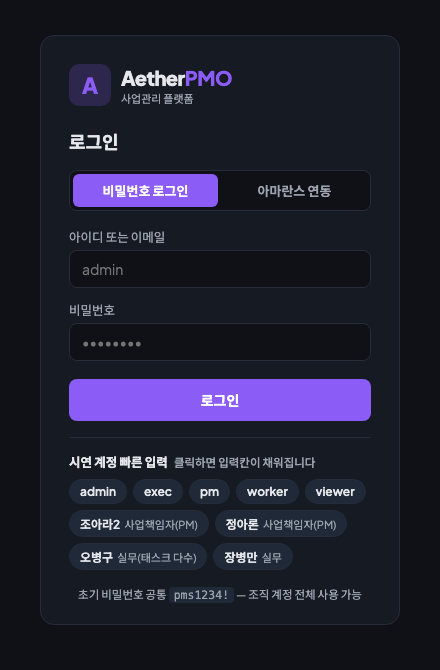 A
AetherPMO
사업관리 플랫폼
로그인
비밀번호 로그인 아마란스 연동
아이디 또는 이메일
admin
비밀번호
••••••••
로그인
시연 계정 빠른 입력 클릭하면 입력칸이 채워집니다
admin exec pm worker viewer
조아라2 사업책임자(PM) 정아론 사업책임자(PM)
오병구 실무(태스크 다수) 장병만 실무
초기 비밀번호 공통 pms1234! — 조직 계정 전체 사용 가능